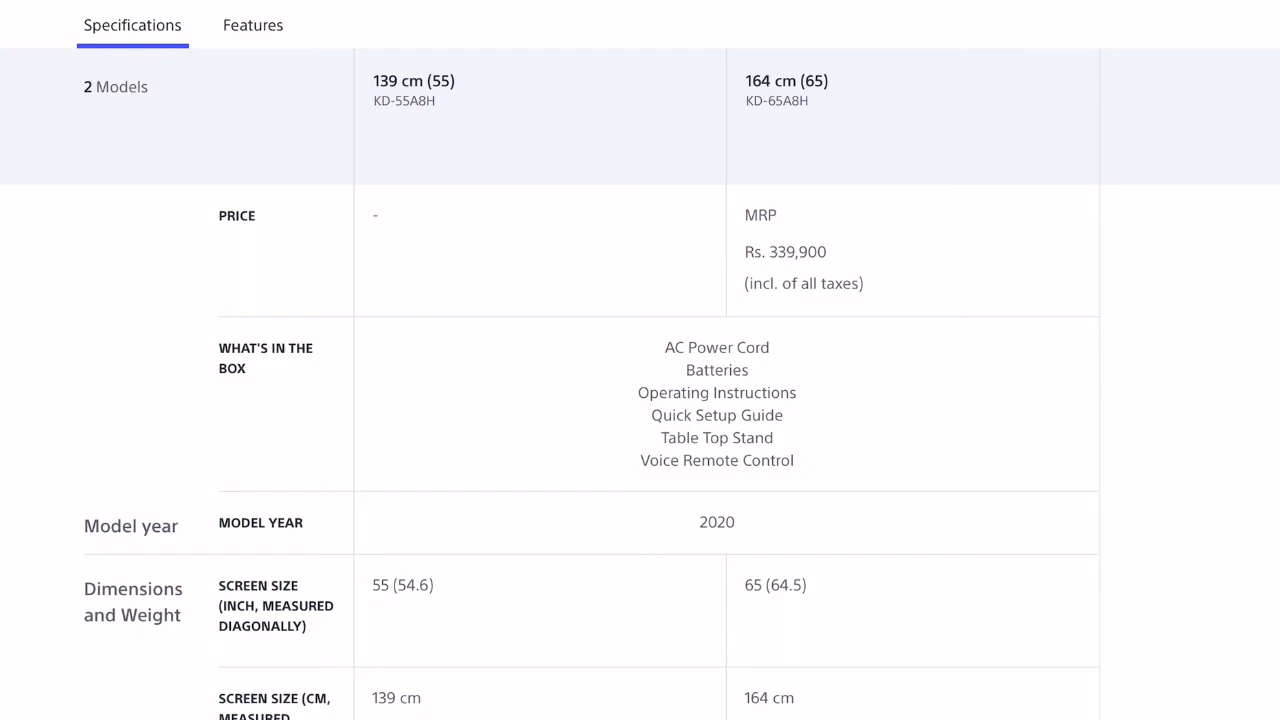 Specifications
Features
2 Models
139 cm (55)
KD-55A8H
164 cm (65)
KD-65A8H
PRICE
-
MRP
Rs. 339,900
(incl. of all taxes)
WHAT'S IN THE
BOX
AC Power Cord
Batteries
Operating Instructions
Quick Setup Guide
Table Top Stand
Voice Remote Control
Model year
MODEL YEAR
2020
Dimensions
and Weight
SCREEN SIZE
(INCH, MEASURED
DIAGONALLY)
55 (54.6)
65 (64.5)
SCREEN SIZE (CM,
MEASURED
139 cm
164 cm